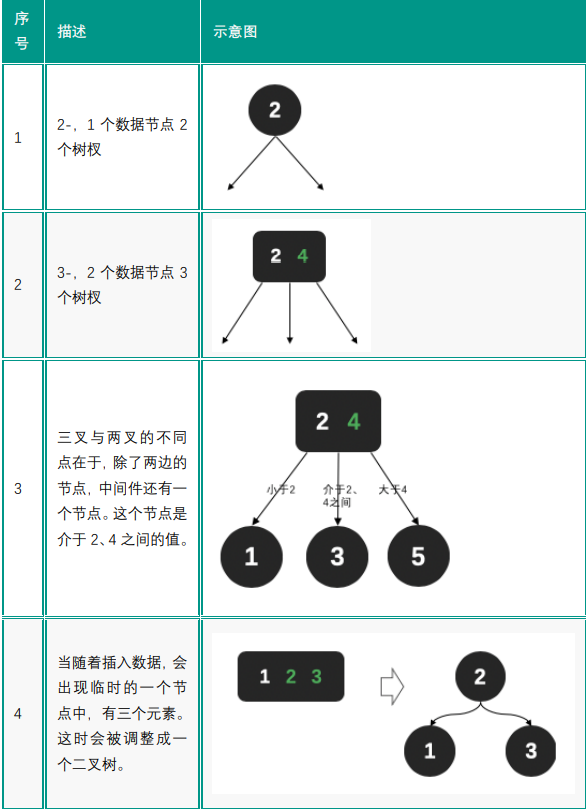 序
号
描述
示意图
1
2-，1 个数据节点 2
个树杈
2
2
3-，2 个数据节点 3
个树杈
2 4
3
三叉与两叉的不同
点在于，除了两边的
节点，中间件还有一
个节点。这个节点是
介于 2、4 之间的值。
2 4
小于2
介于2、
4之间
大于4
1 3 5
4
当随着插入数据，会
出现临时的一个节
点中，有三个元素。
这时会被调整成一
个二叉树。
1 2 3
2
1 3